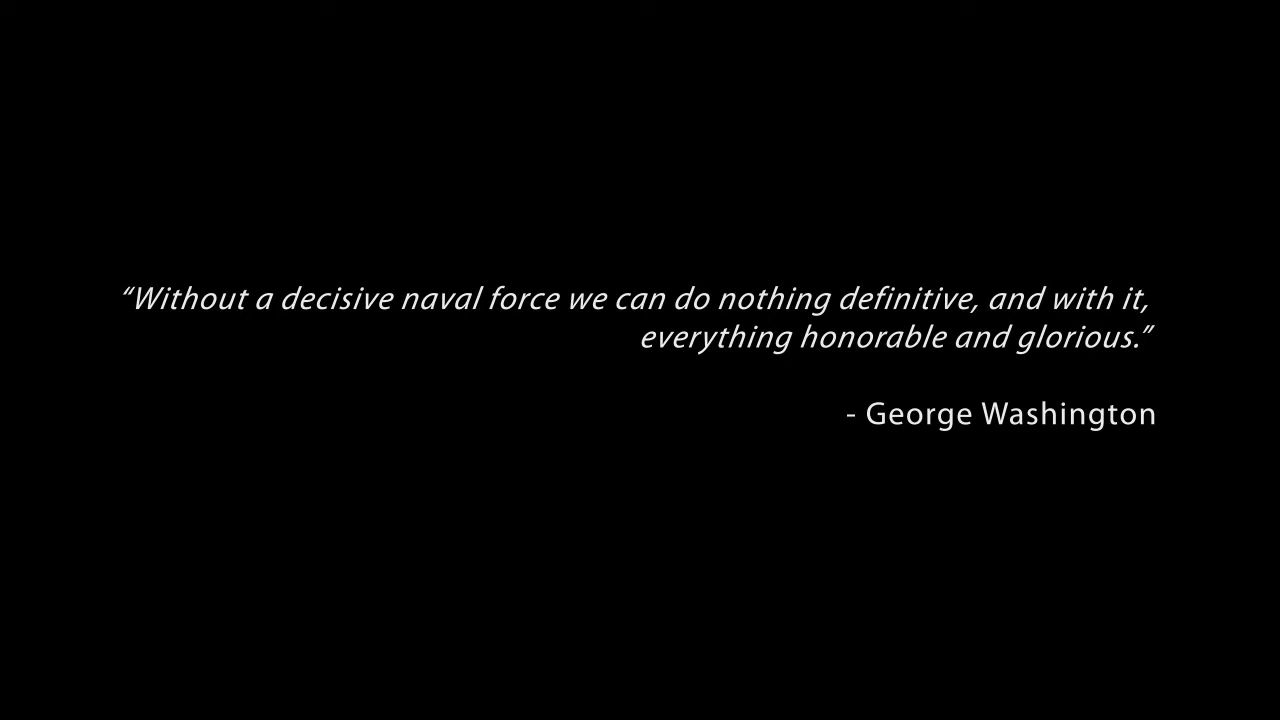 “Without a decisive naval force we can do nothing definitive, and with it,
everything honorable and glorious.”
- George Washington